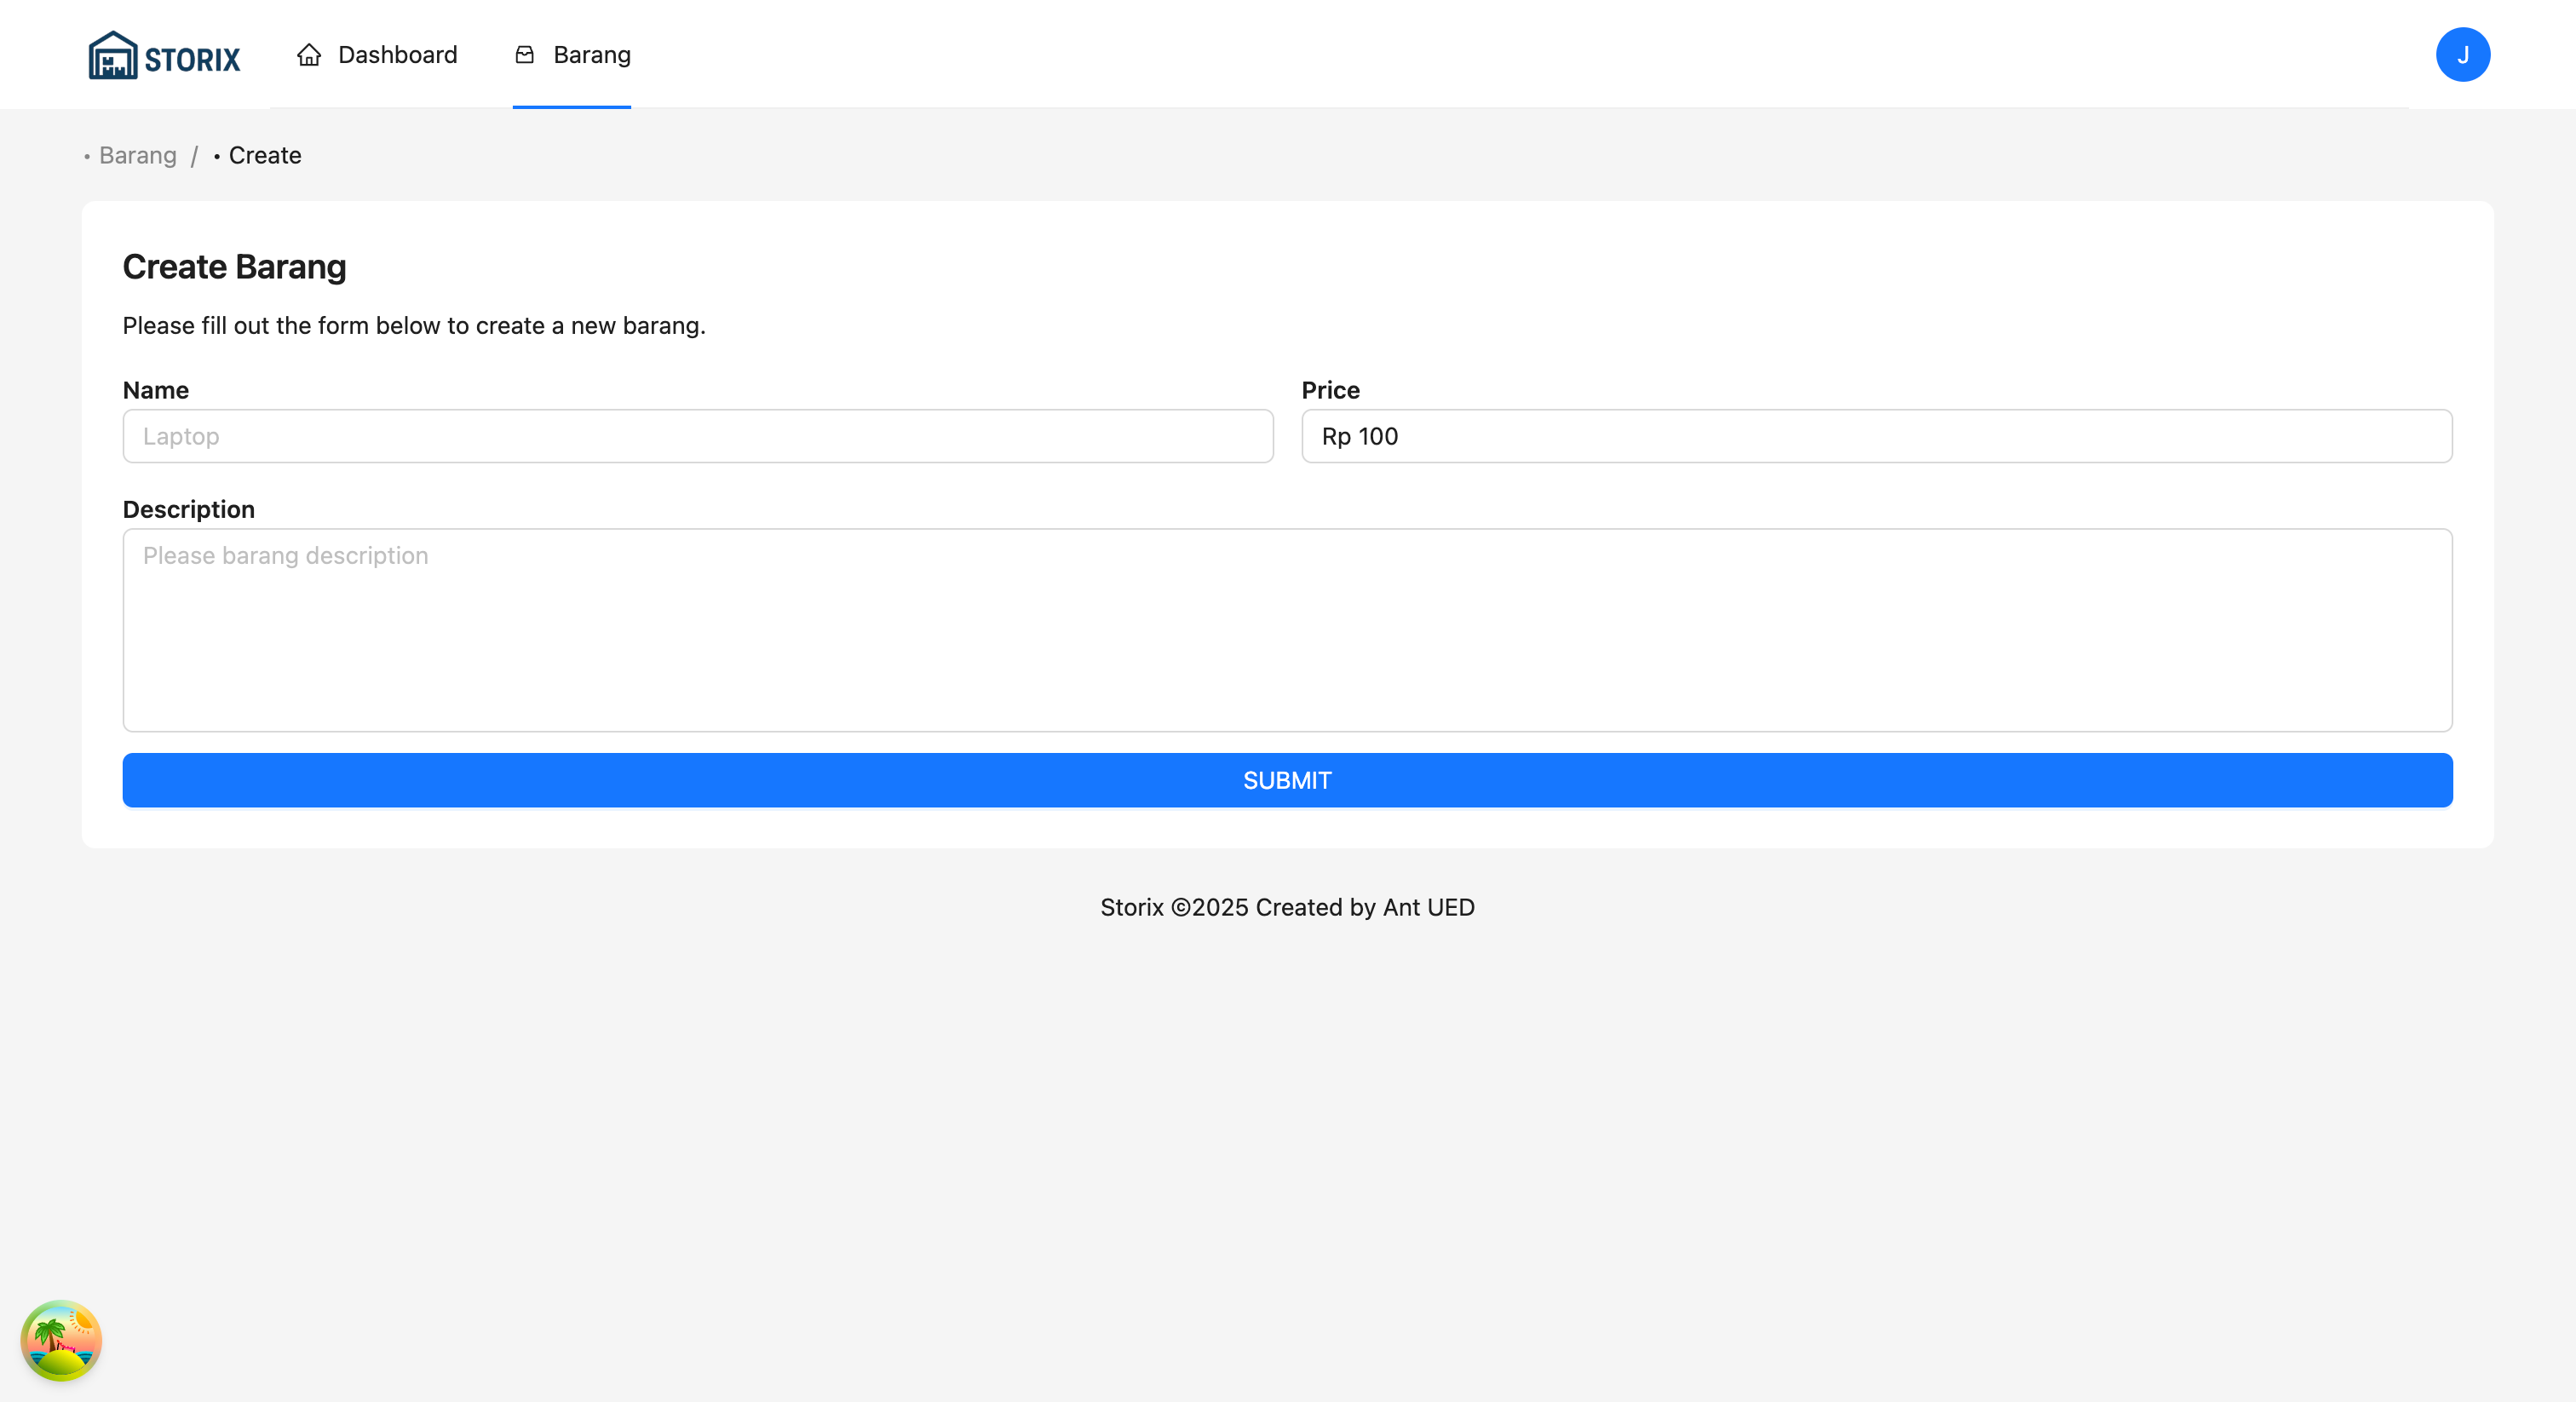 STORIX
Dashboard
Barang
J
• Barang / • Create
Create Barang
Please fill out the form below to create a new barang.
Name
Price
Laptop
Rp 100
Description
Please barang description
SUBMIT
Storix ©2025 Created by Ant UED